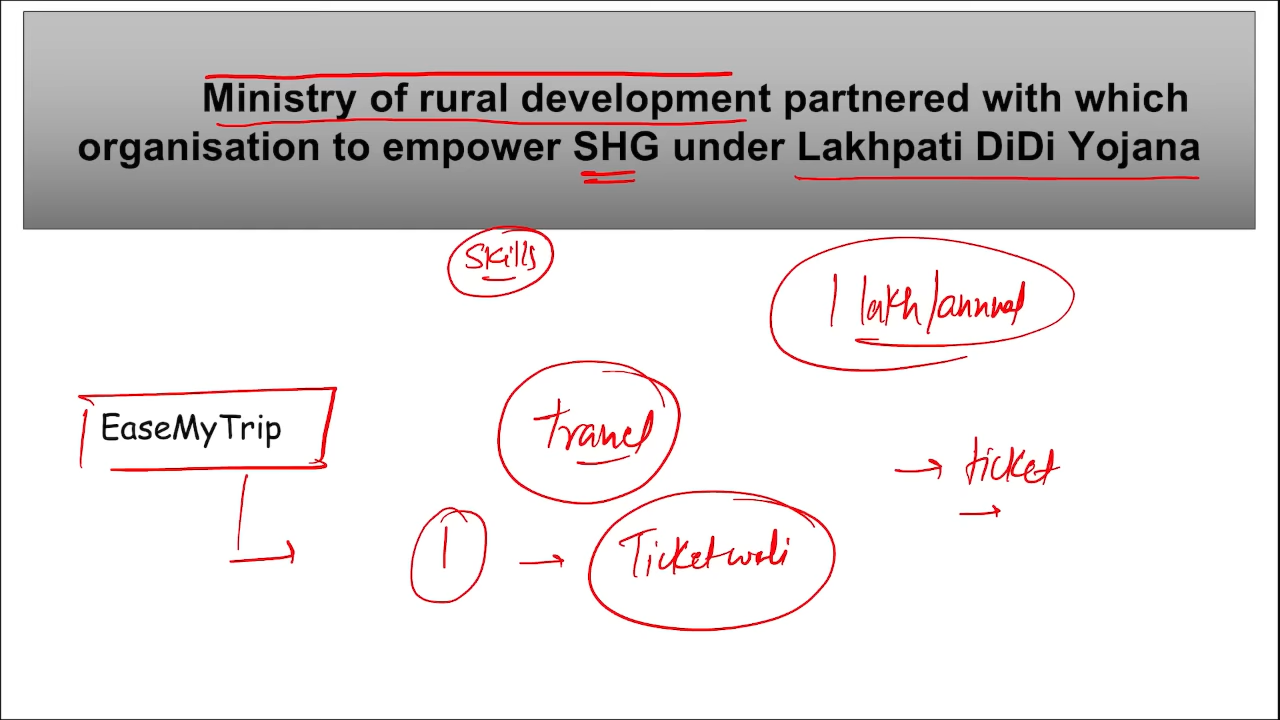 Ministry of rural development partnered with which
organisation to empower SHG under Lakhpati DiDi Yojana
Skills
1 lakh/annual
EaseMyTrip
travel
→ ticket
→
1 → Ticketwali